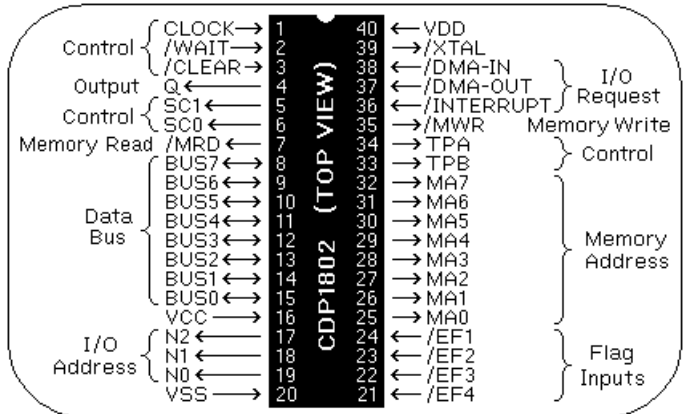 CLOCK→ 1 40 ←VDD
Control /WAIT→ 2 39 →/XTAL
/CLEAR→ 3 38 ←/DMA-IN
Output Q← 4 37 ←/DMA-OUT I/O Request
SC1← 5 36 ←/INTERRUPT
Control SC0← 6 35 →/MWR Memory Write
Memory Read /MRD← 7 34 →TPA
BUS7↔ 8 33 →TPB Control
BUS6↔ 9 32 →MA7
BUS5↔ 10 31 →MA6
Data Bus BUS4↔ 11 30 →MA5
BUS3↔ 12 29 →MA4 Memory Address
BUS2↔ 13 28 →MA3
BUS1↔ 14 27 →MA2
BUS0↔ 15 26 →MA1
VCC→ 16 25 →MA0
N2← 17 24 ←/EF1
I/O Address N1← 18 23 ←/EF2 Flag Inputs
N0← 19 22 ←/EF3
VSS→ 20 21 ←/EF4
CDP1802 (TOP VIEW)